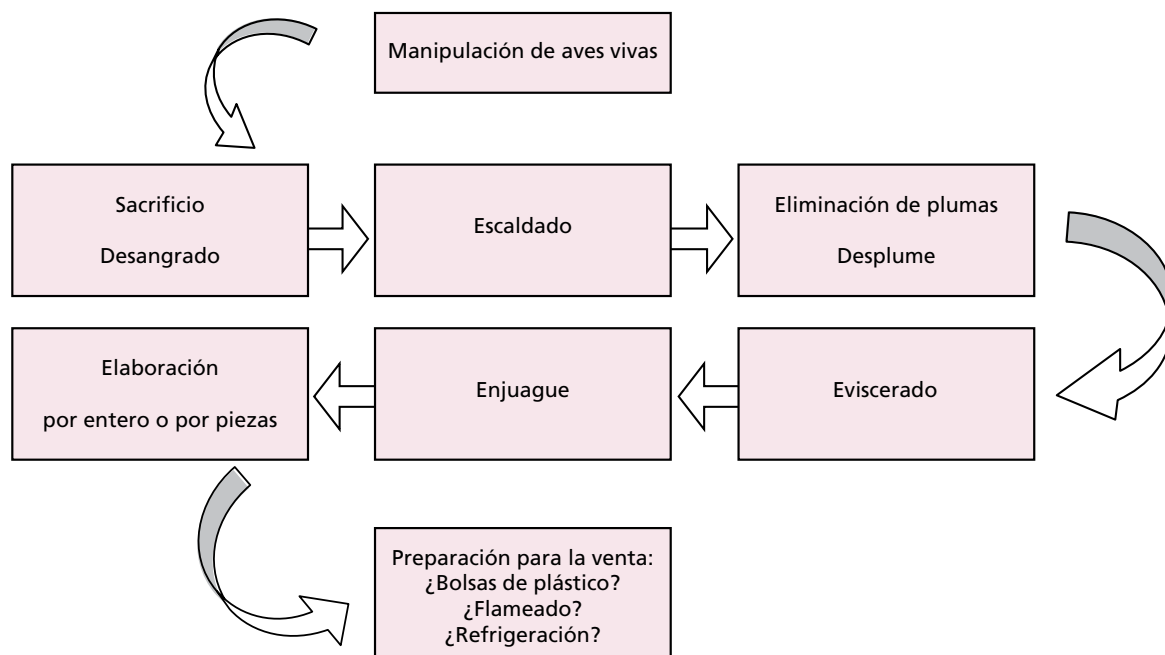 Manipulación de aves vivas
Sacrificio
Desangrado
Escaldado
Eliminación de plumas
Desplume
Eviscerado
Enjuague
Elaboración
por entero o por piezas
Preparación para la venta:
¿Bolsas de plástico?
¿Flameado?
¿Refrigeración?